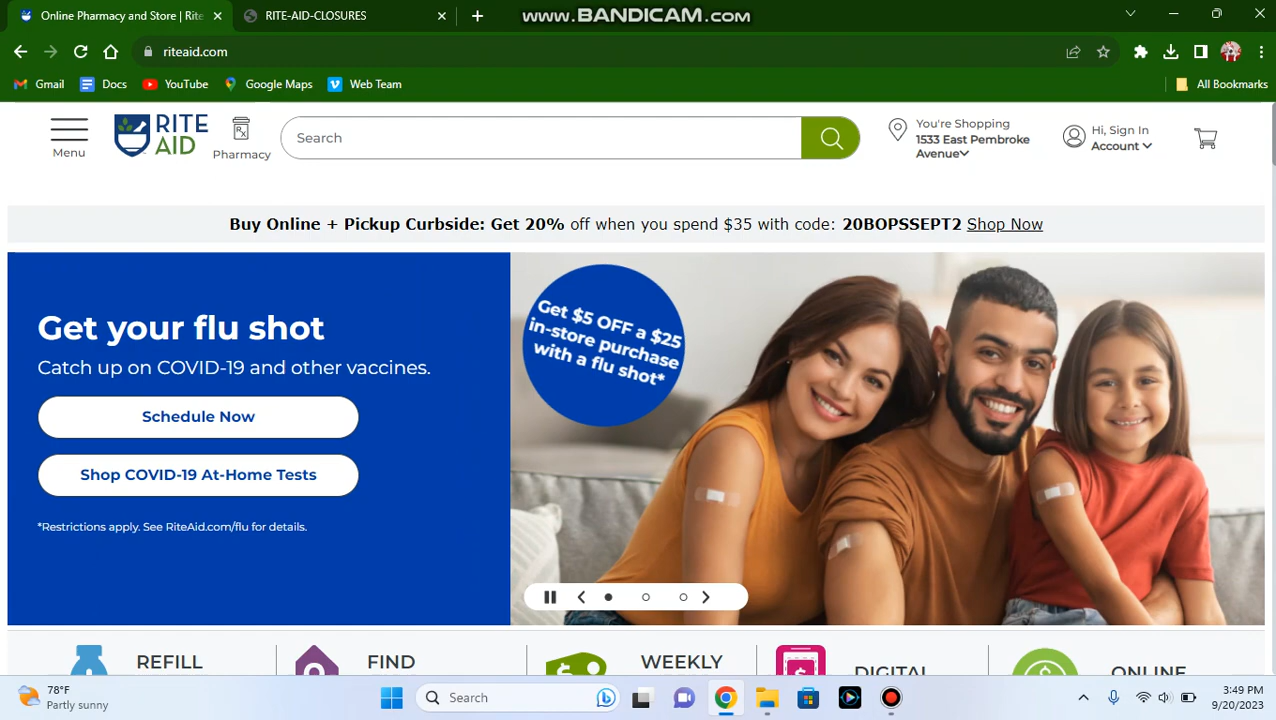 Online Pharmacy and Store | Rite
RITE-AID-CLOSURES
www.BANDICAM.com
riteaid.com
Gmail
Docs
YouTube
Google Maps
Web Team
All Bookmarks
Menu
RITE AID
Pharmacy
Search
You're Shopping
1533 East Pembroke
Avenue
Hi, Sign In
Account
Buy Online + Pickup Curbside: Get 20% off when you spend $35 with code: 20BOPSSEPT2 Shop Now
Get your flu shot
Catch up on COVID-19 and other vaccines.
Schedule Now
Shop COVID-19 At-Home Tests
*Restrictions apply. See RiteAid.com/flu for details.
Get $5 OFF a $25
in-store purchase
with a flu shot*
REFILL
FIND
WEEKLY
DIGITAL
ONLINE
78°F
Partly sunny
Search
3:49 PM
9/20/2023